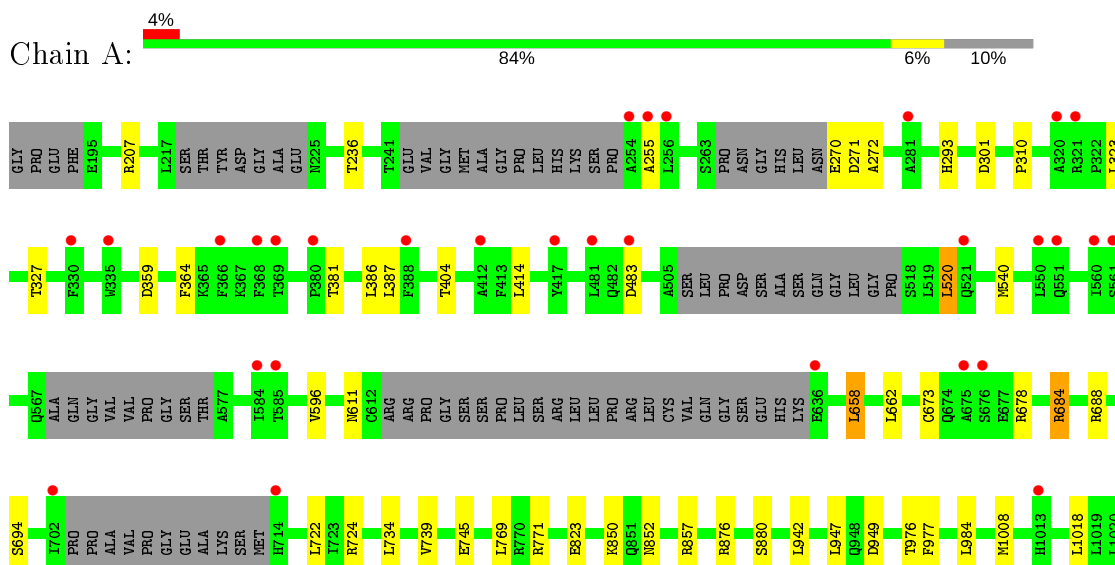 4%
Chain A:
84% 6% 10%
GLY PRO GLU PHE E195 R207 L217 SER THR TYR ASP GLY ALA GLU N225 T236 T241 GLU VAL GLY MET ALA GLY PRO LEU HIS LYS SER PRO A254 A255 L256 S263 PRO ASN GLY HIS LEU ASN E270 D271 A272 A281 H293 D301 P310 A320 R321 P322 L323
T327 F330 W335 D359 F364 K365 F366 K367 F368 T369 P380 T381 L386 L387 F388 T404 A412 F413 L414 Y417 L481 Q482 D483 A505 SER LEU PRO ASP SER ALA SER GLN GLY LEU GLY PRO S518 L519 L520 Q521 M540 L550 Q551 I560 S561
Q567 ALA GLN GLY VAL VAL PRO GLY SER THR A577 I584 T585 V596 N611 C612 ARG ARG PRO GLY SER SER PRO LEU SER ARG LEU LEU PRO ARG LEU CYS VAL GLN GLY SER GLU HIS LYS E636 L658 L662 C673 Q674 A675 S676 E677 R678 R684 R688
S694 I702 PRO PRO ALA VAL PRO GLY GLU ALA LYS SER MET H714 L722 I723 R724 L734 V739 E745 L769 R770 R771 E823 K850 Q851 N852 R857 R876 S880 L942 L947 Q948 D949 T976 F977 L984 M1008 H1013 L1018 L1019 L1020